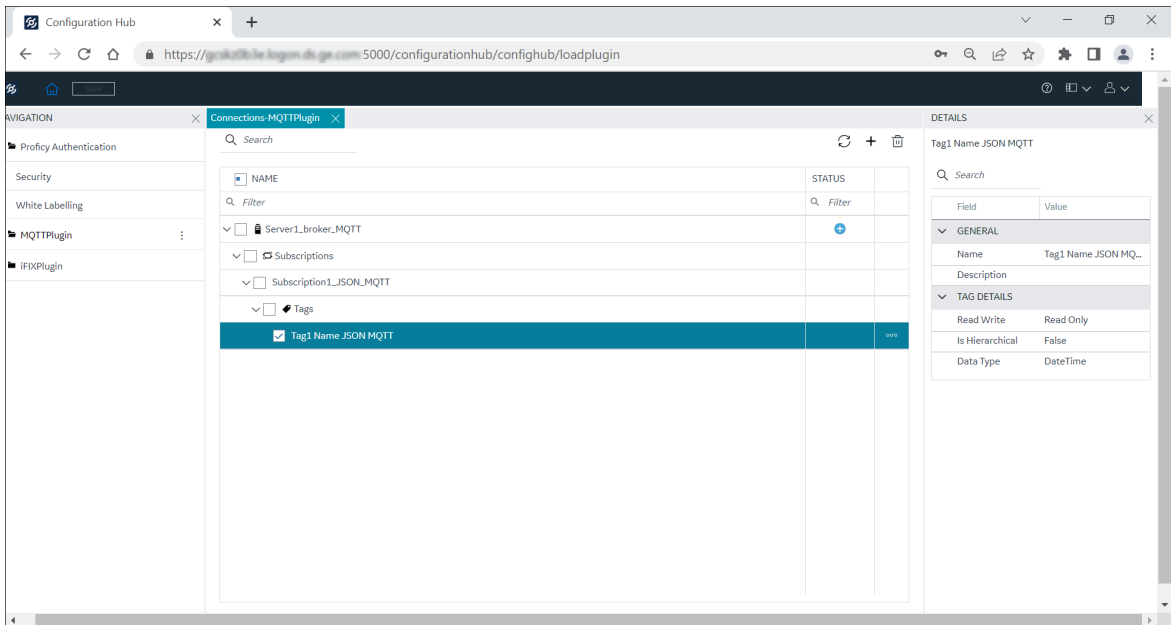 Configuration Hub
https:// :5000/configurationhub/confighub/loadplugin
Save
AVIGATION
Connections-MQTTPlugin
DETAILS
Proficy Authentication
Security
White Labelling
MQTTPlugin
iFIXPlugin
Search
NAME
STATUS
Filter
Filter
Server1_broker_MQTT
Subscriptions
Subscription1_JSON_MQTT
Tags
Tag1 Name JSON MQTT
Tag1 Name JSON MQTT
Search
Field Value
GENERAL
Name Tag1 Name JSON MQ...
Description
TAG DETAILS
Read Write Read Only
Is Hierarchical False
Data Type DateTime